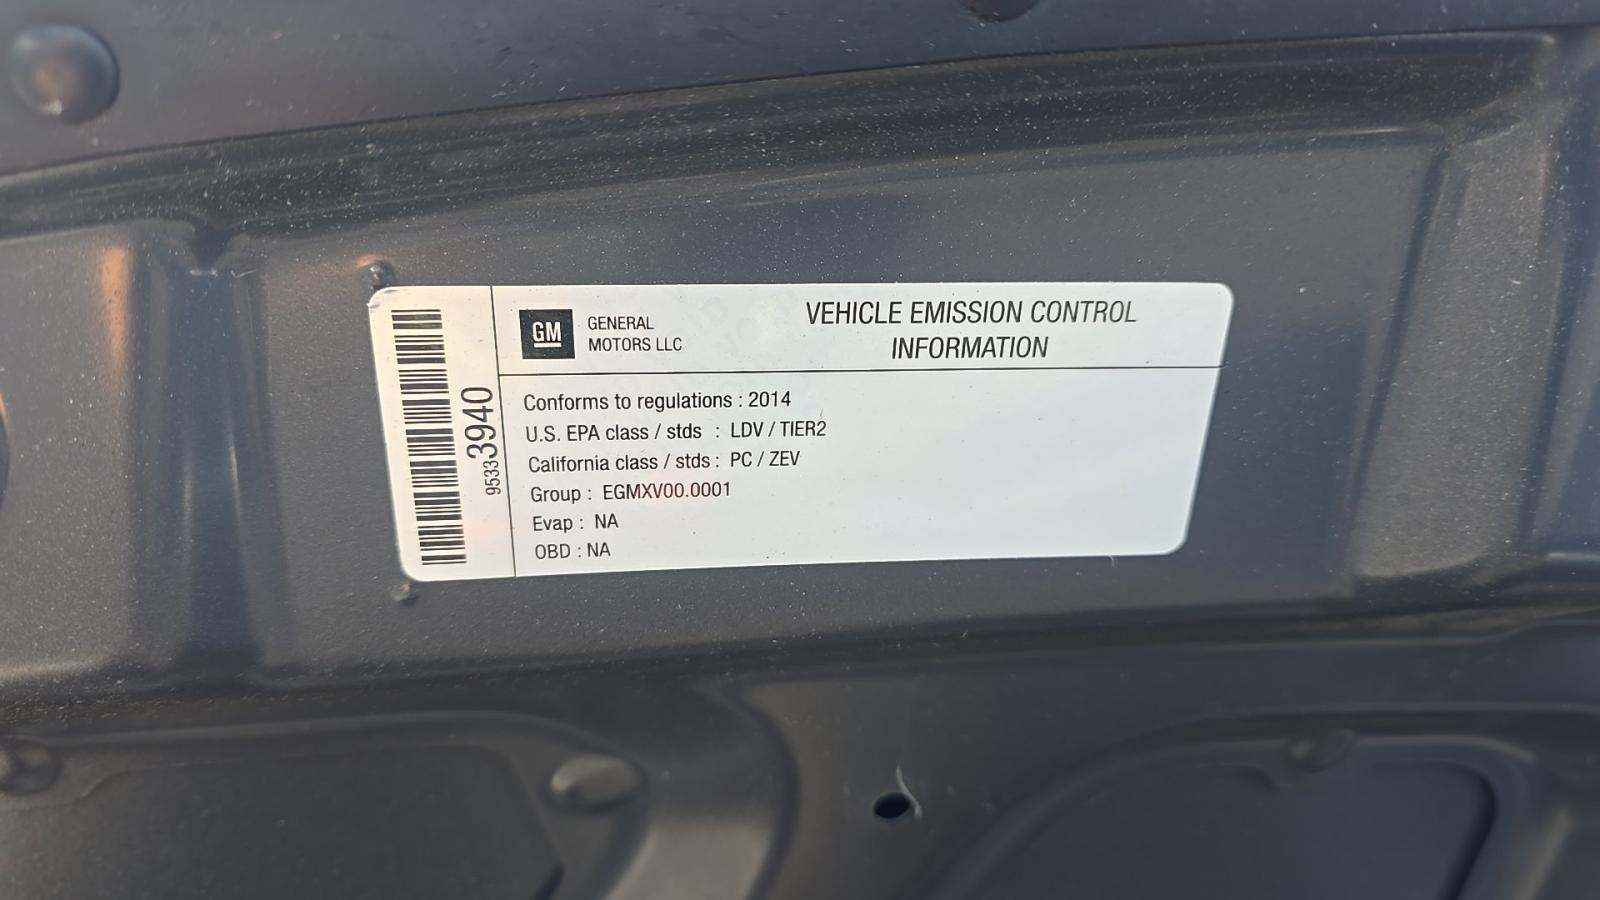 GM
GENERAL
MOTORS LLC
VEHICLE EMISSION CONTROL
INFORMATION
95333940
Conforms to regulations : 2014
U.S. EPA class / stds : LDV / TIER2
California class / stds : PC / ZEV
Group : EGMXV00.0001
Evap : NA
OBD : NA